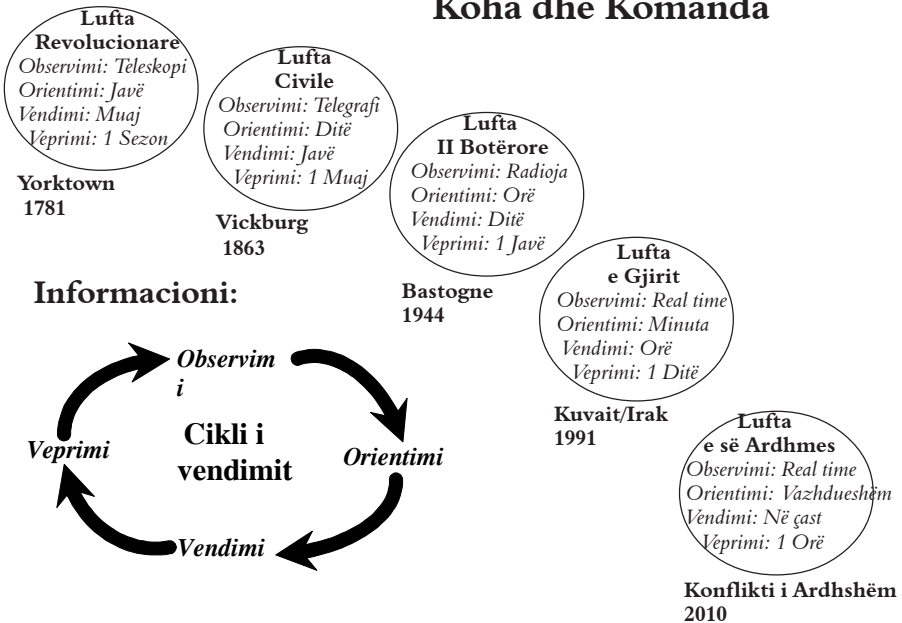 Koha dhe Komanda
Lufta
Revolucionare
Observimi: Teleskopi
Orientimi: Javë
Vendimi: Muaj
Veprimi: 1 Sezon
Yorktown
1781
Lufta
Civile
Observimi: Telegrafi
Orientimi: Ditë
Vendimi: Javë
Veprimi: 1 Muaj
Vickburg
1863
Lufta
II Botërore
Observimi: Radioja
Orientimi: Orë
Vendimi: Ditë
Veprimi: 1 Javë
Bastogne
1944
Lufta
e Gjirit
Observimi: Real time
Orientimi: Minuta
Vendimi: Orë
Veprimi: 1 Ditë
Kuvait/Irak
1991
Lufta
e së Ardhmes
Observimi: Real time
Orientimi: Vazhdueshëm
Vendimi: Në çast
Veprimi: 1 Orë
Konflikti i Ardhshëm
2010
Informacioni:
Observim
i
Cikli i
vendimit
Orientimi
Vendimi
Veprimi